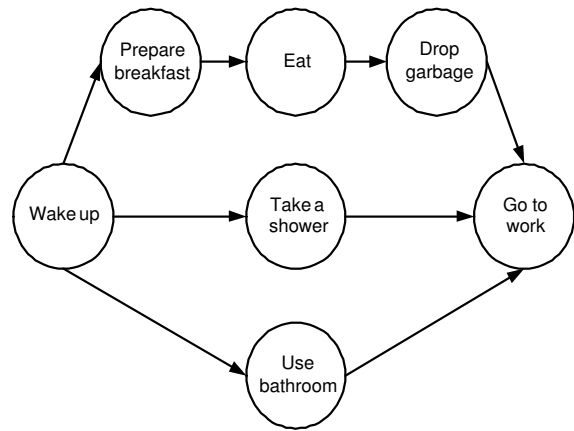 Prepare
breakfast
Eat
Drop
garbage
Wake up
Take a
shower
Go to
work
Use
bathroom